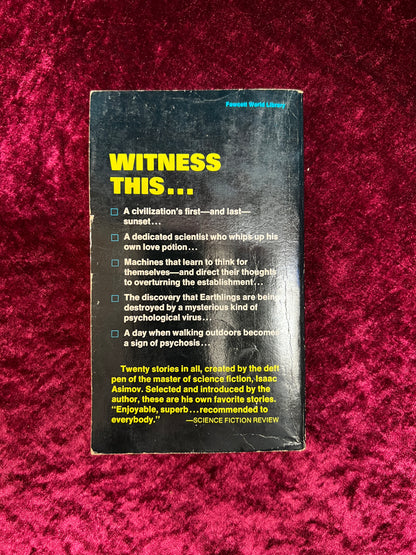 Fawcett World Library
WITNESS
THIS...
A civilization's first—and last—
sunset...
A dedicated scientist who whips up his
own love potion...
Machines that learn to think for
themselves—and direct their thoughts
to overturning the establishment...
The discovery that Earthlings are being
destroyed by a mysterious kind of
psychological virus...
A day when walking outdoors becomes
a sign of psychosis...
Twenty stories in all, created by the deft
pen of the master of science fiction, Isaac
Asimov. Selected and introduced by the
author, these are his own favorite stories.
"Enjoyable, superb...recommended to
everybody." —SCIENCE FICTION REVIEW